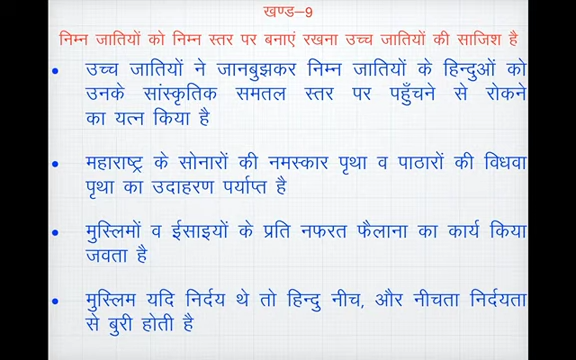 खण्ड–9
निम्न जातियों को निम्न स्तर पर बनाएं रखना उच्च जातियों की साजिश है
• उच्च जातियों ने जानबुझकर निम्न जातियों के हिन्दुओं को
उनके सांस्कृतिक समतल स्तर पर पहुँचने से रोकने
का यत्न किया है
• महाराष्ट्र के सोनारों की नमस्कार पृथा व पाठारों की विधवा
पृथा का उदाहरण पर्याप्त है
• मुस्लिमों व ईसाइयों के प्रति नफरत फैलाना का कार्य किया
जवता है
• मुस्लिम यदि निर्दय थे तो हिन्दु नीच, और नीचता निर्दयता
से बुरी होती है